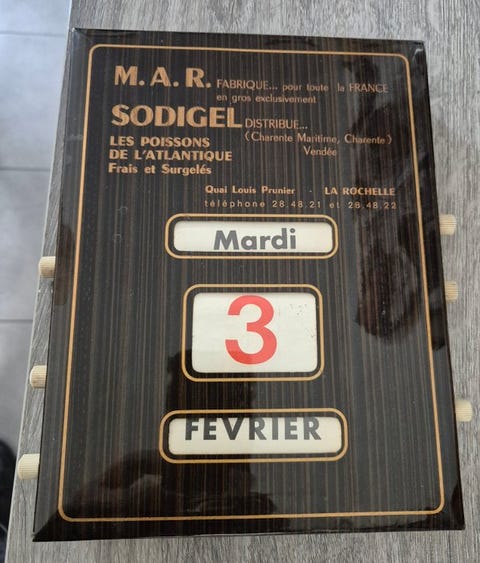 M.A.R. FABRIQUE... pour toute la FRANCE
en gros exclusivement
SODIGEL DISTRIBUE...
(Charente Maritime, Charente)
LES POISSONS Vendée
DE L'ATLANTIQUE
Frais et Surgelés
Quai Louis Prunier - LA ROCHELLE
téléphone 28.48.21 et 28.48.22
Mardi
3
FÉVRIER